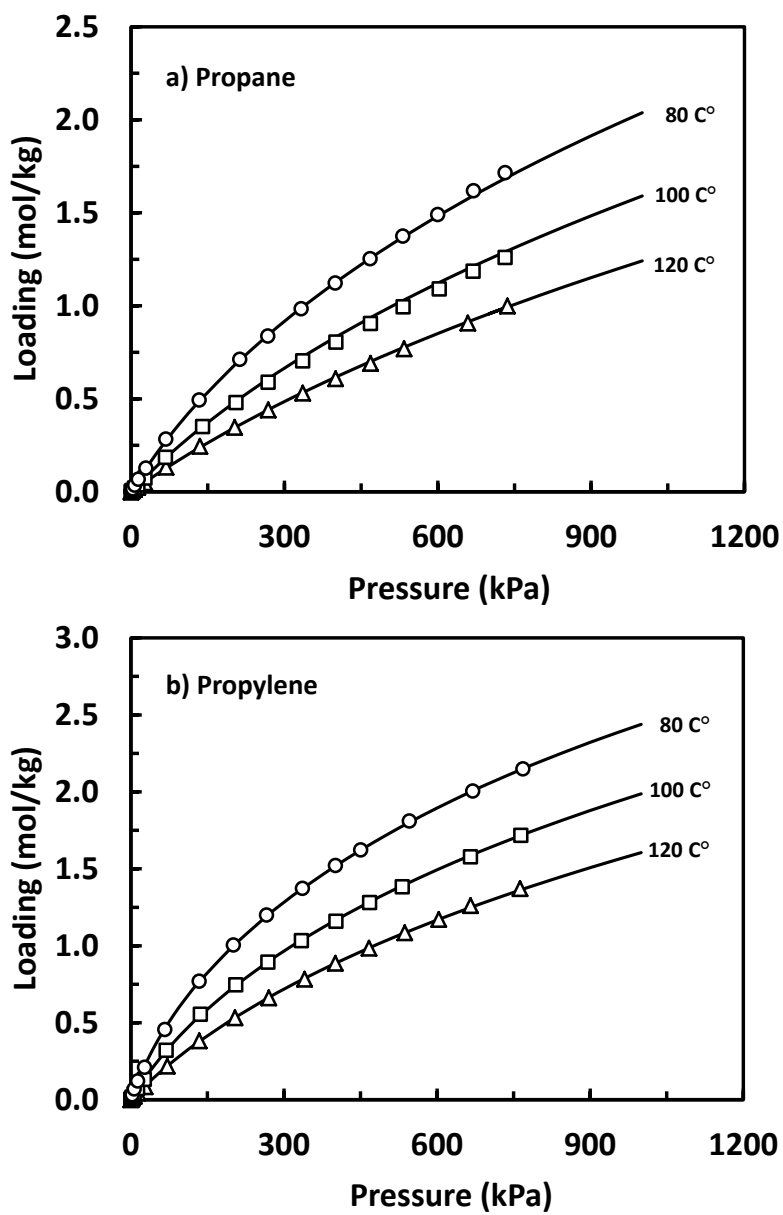 2.5
a) Propane
2.0
80 C°
1.5
100 C°
120 C°
1.0
0.5
0.0
Loading (mol/kg)
0 300 600 900 1200
Pressure (kPa)
3.0
b) Propylene
2.5
80 C°
2.0
100 C°
1.5
120 C°
1.0
0.5
0.0
Loading (mol/kg)
0 300 600 900 1200
Pressure (kPa)